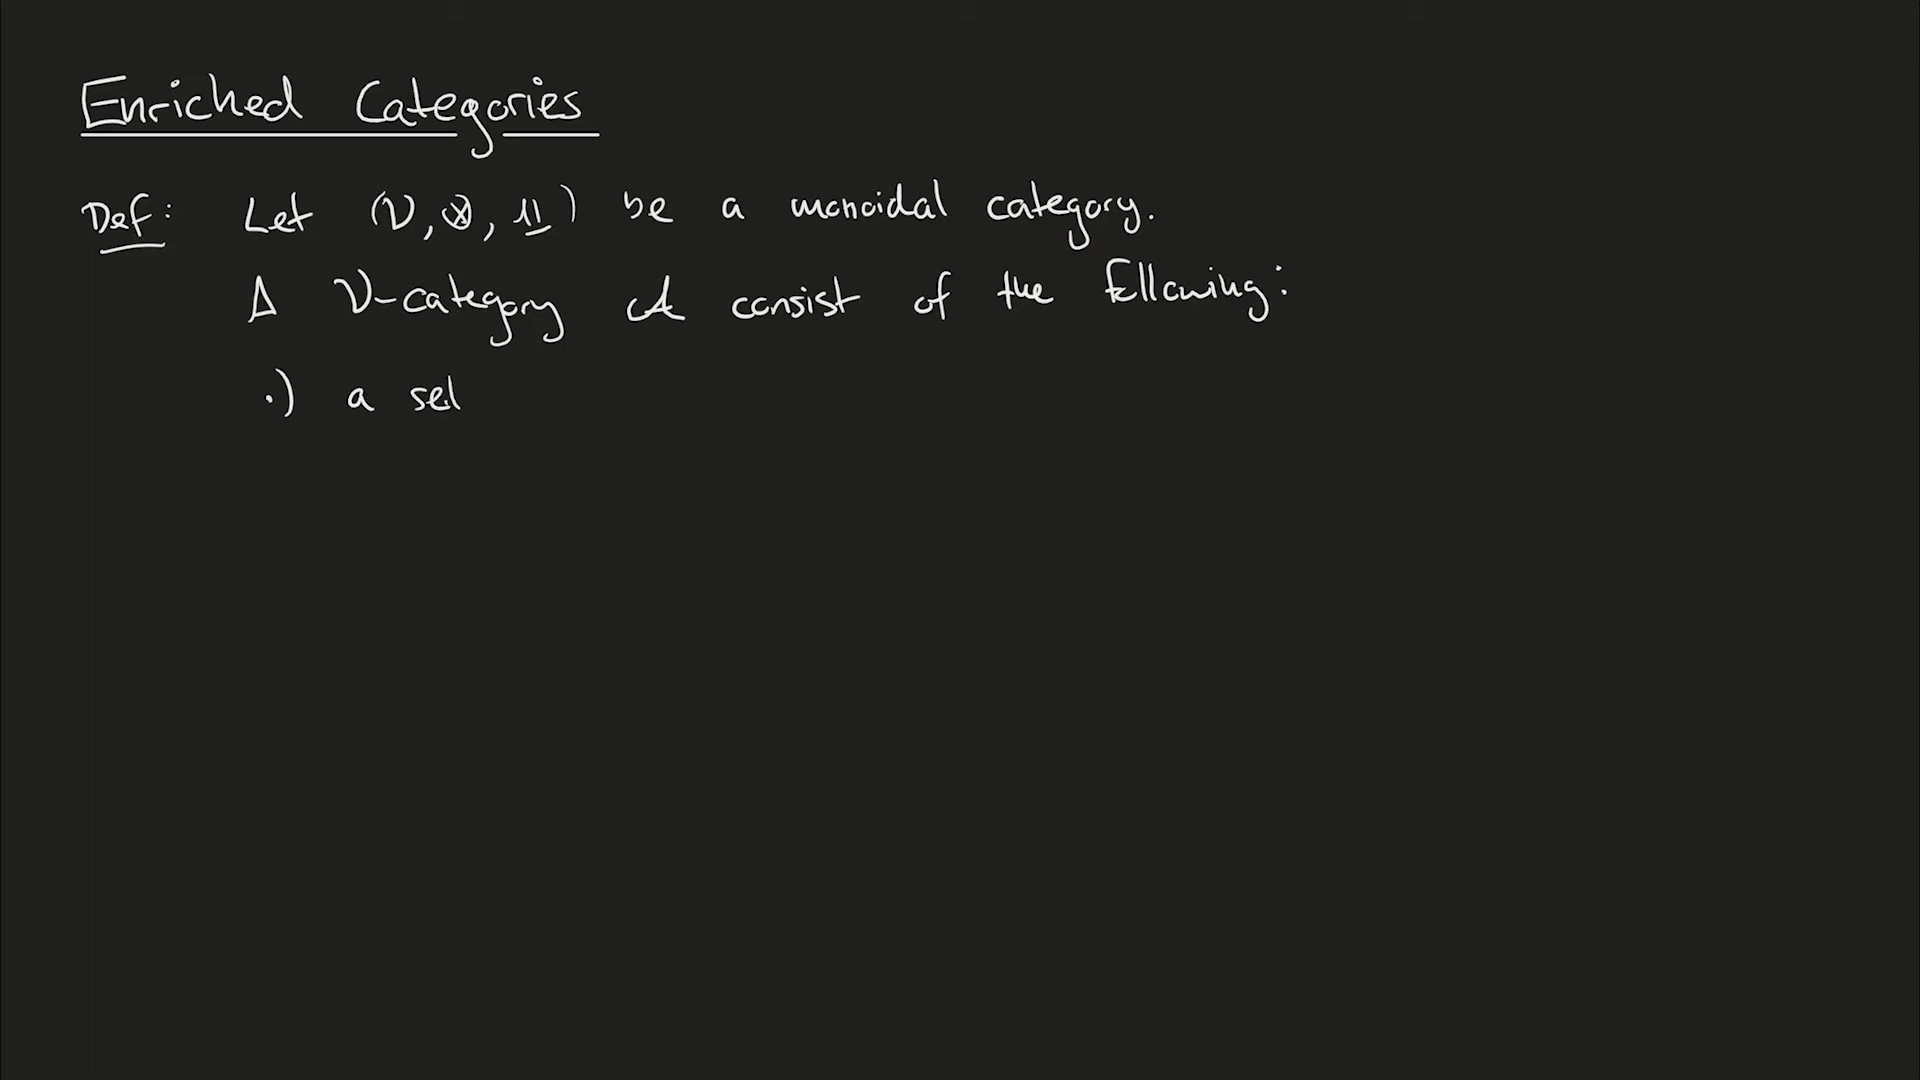 Enriched Categories
Def: Let (𝒱, ⊗, 𝟙) be a monoidal category.
A 𝒱-category 𝒜 consist of the following:
·) a set